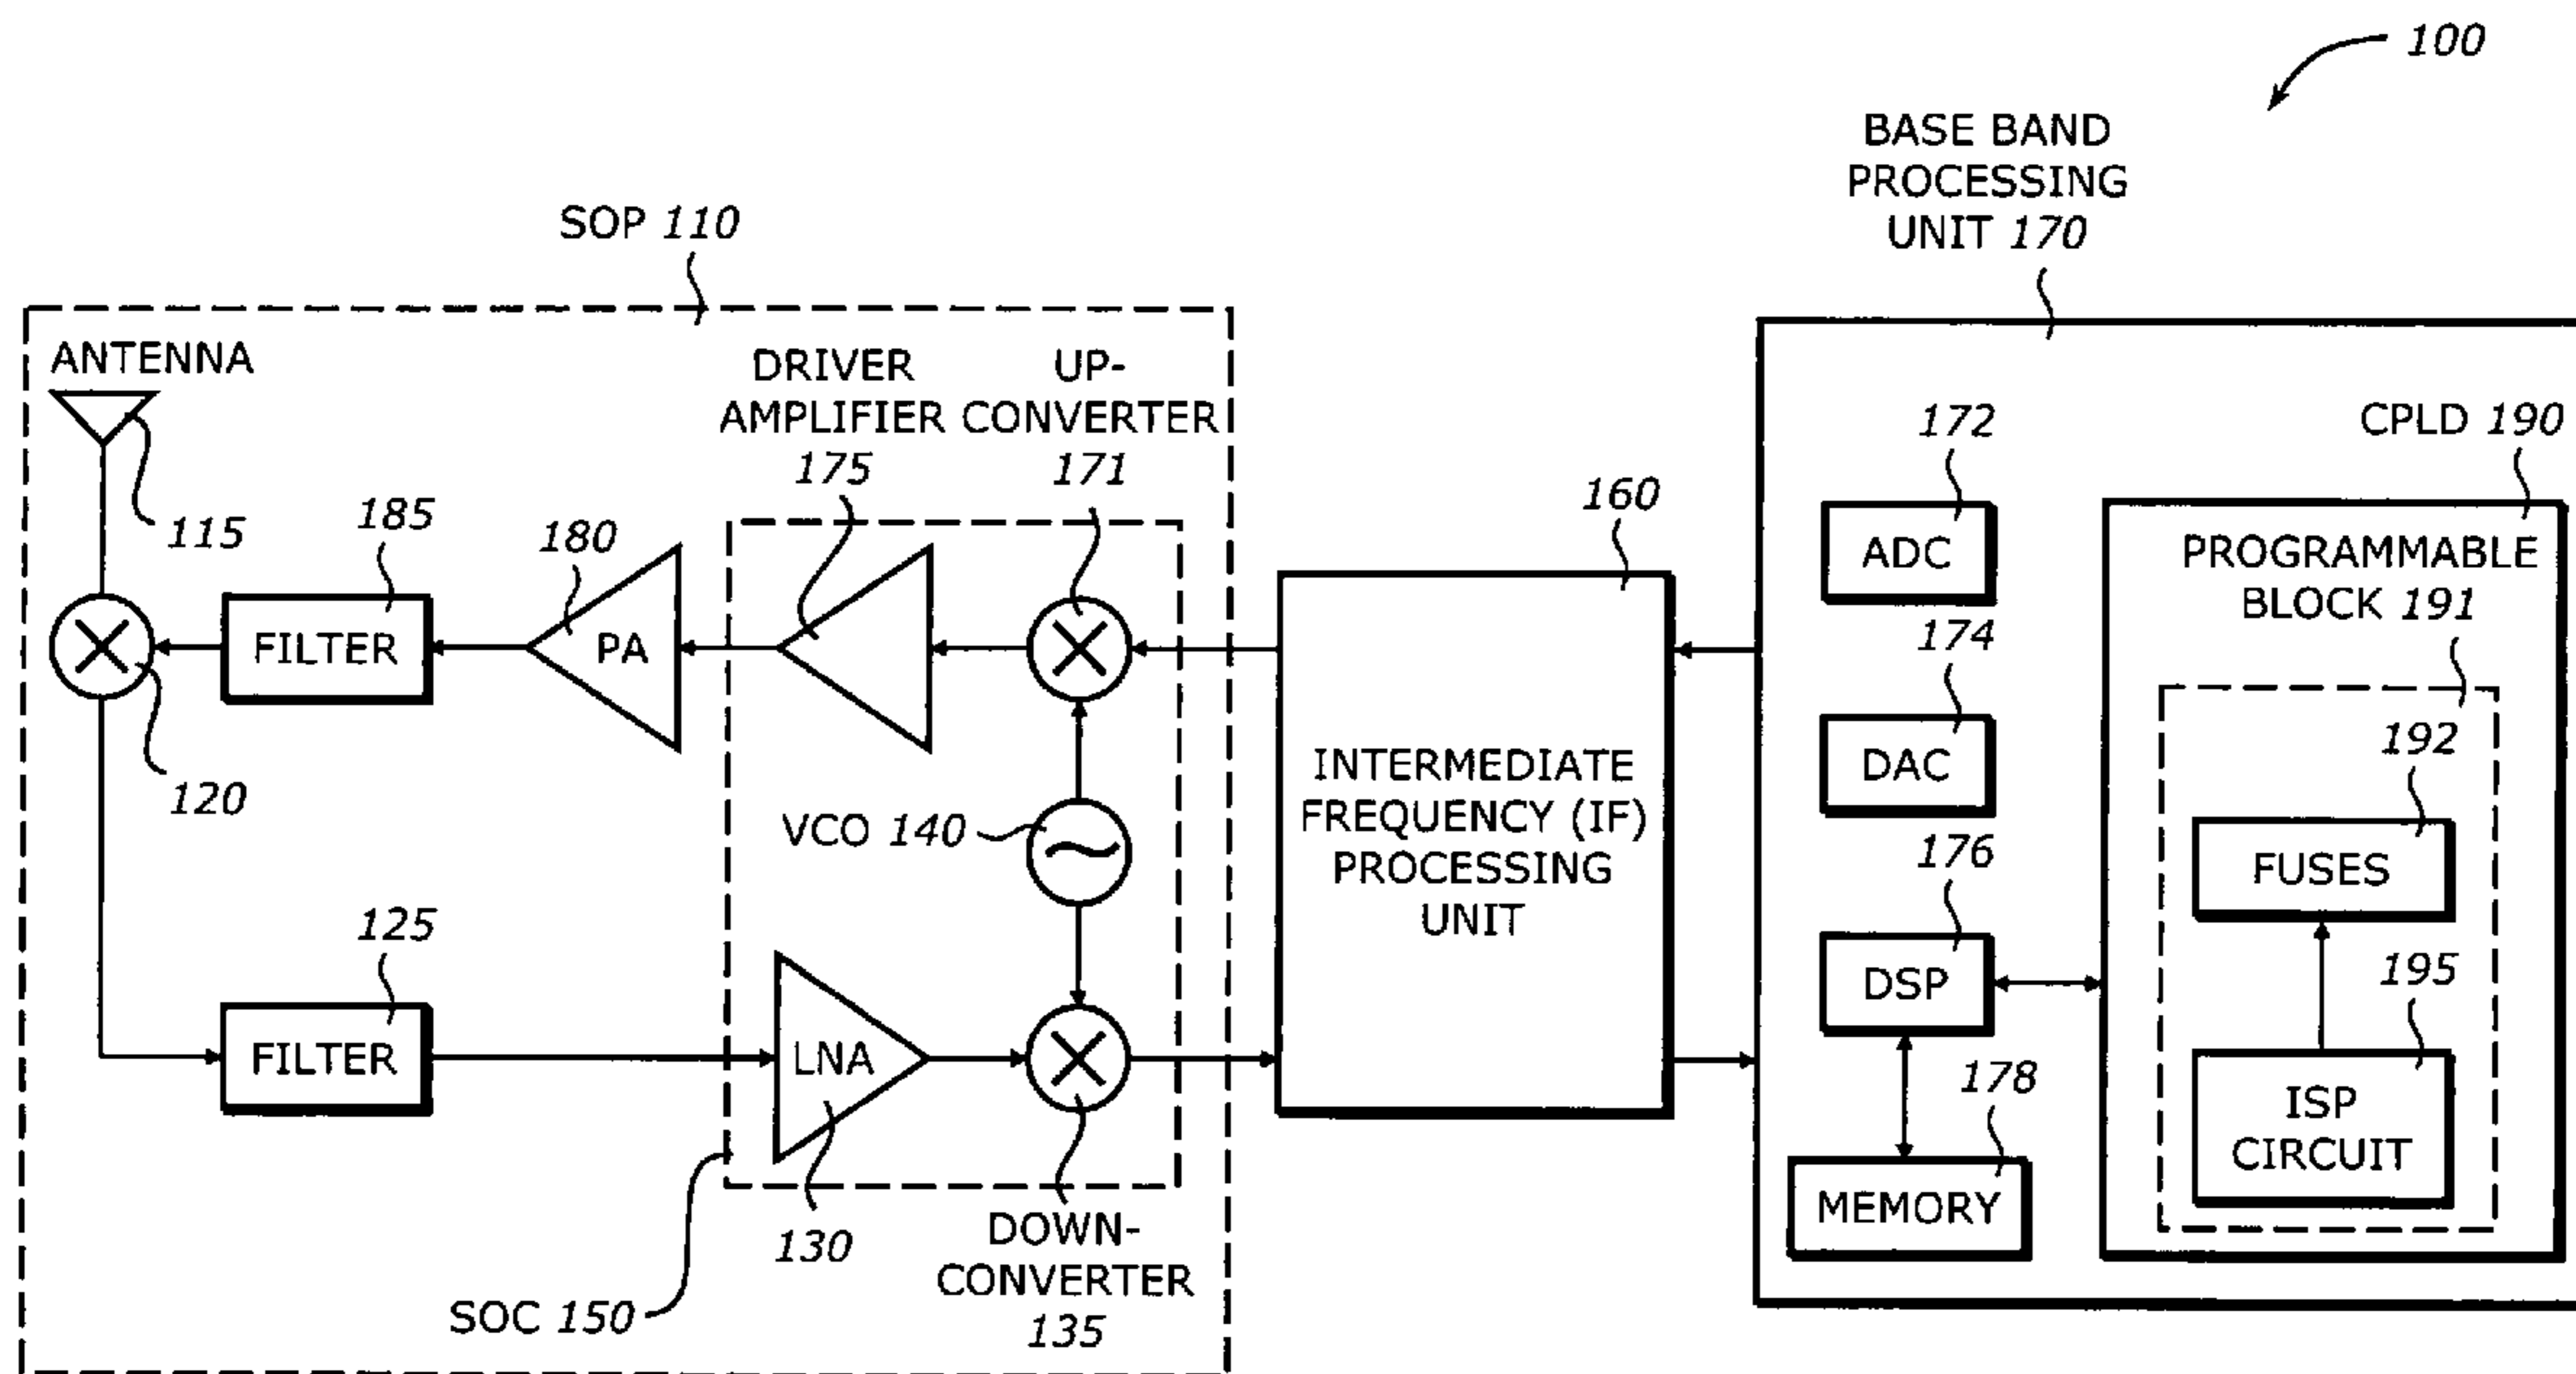 100
BASE BAND
PROCESSING
UNIT 170
SOP 110
ANTENNA
115
120
185
FILTER
180
PA
DRIVER
AMPLIFIER
175
UP-
CONVERTER
171
VCO 140
125
FILTER
LNA
130
DOWN-
CONVERTER
135
SOC 150
160
INTERMEDIATE
FREQUENCY (IF)
PROCESSING
UNIT
172
ADC
174
DAC
176
DSP
178
MEMORY
CPLD 190
PROGRAMMABLE
BLOCK 191
192
FUSES
195
ISP
CIRCUIT